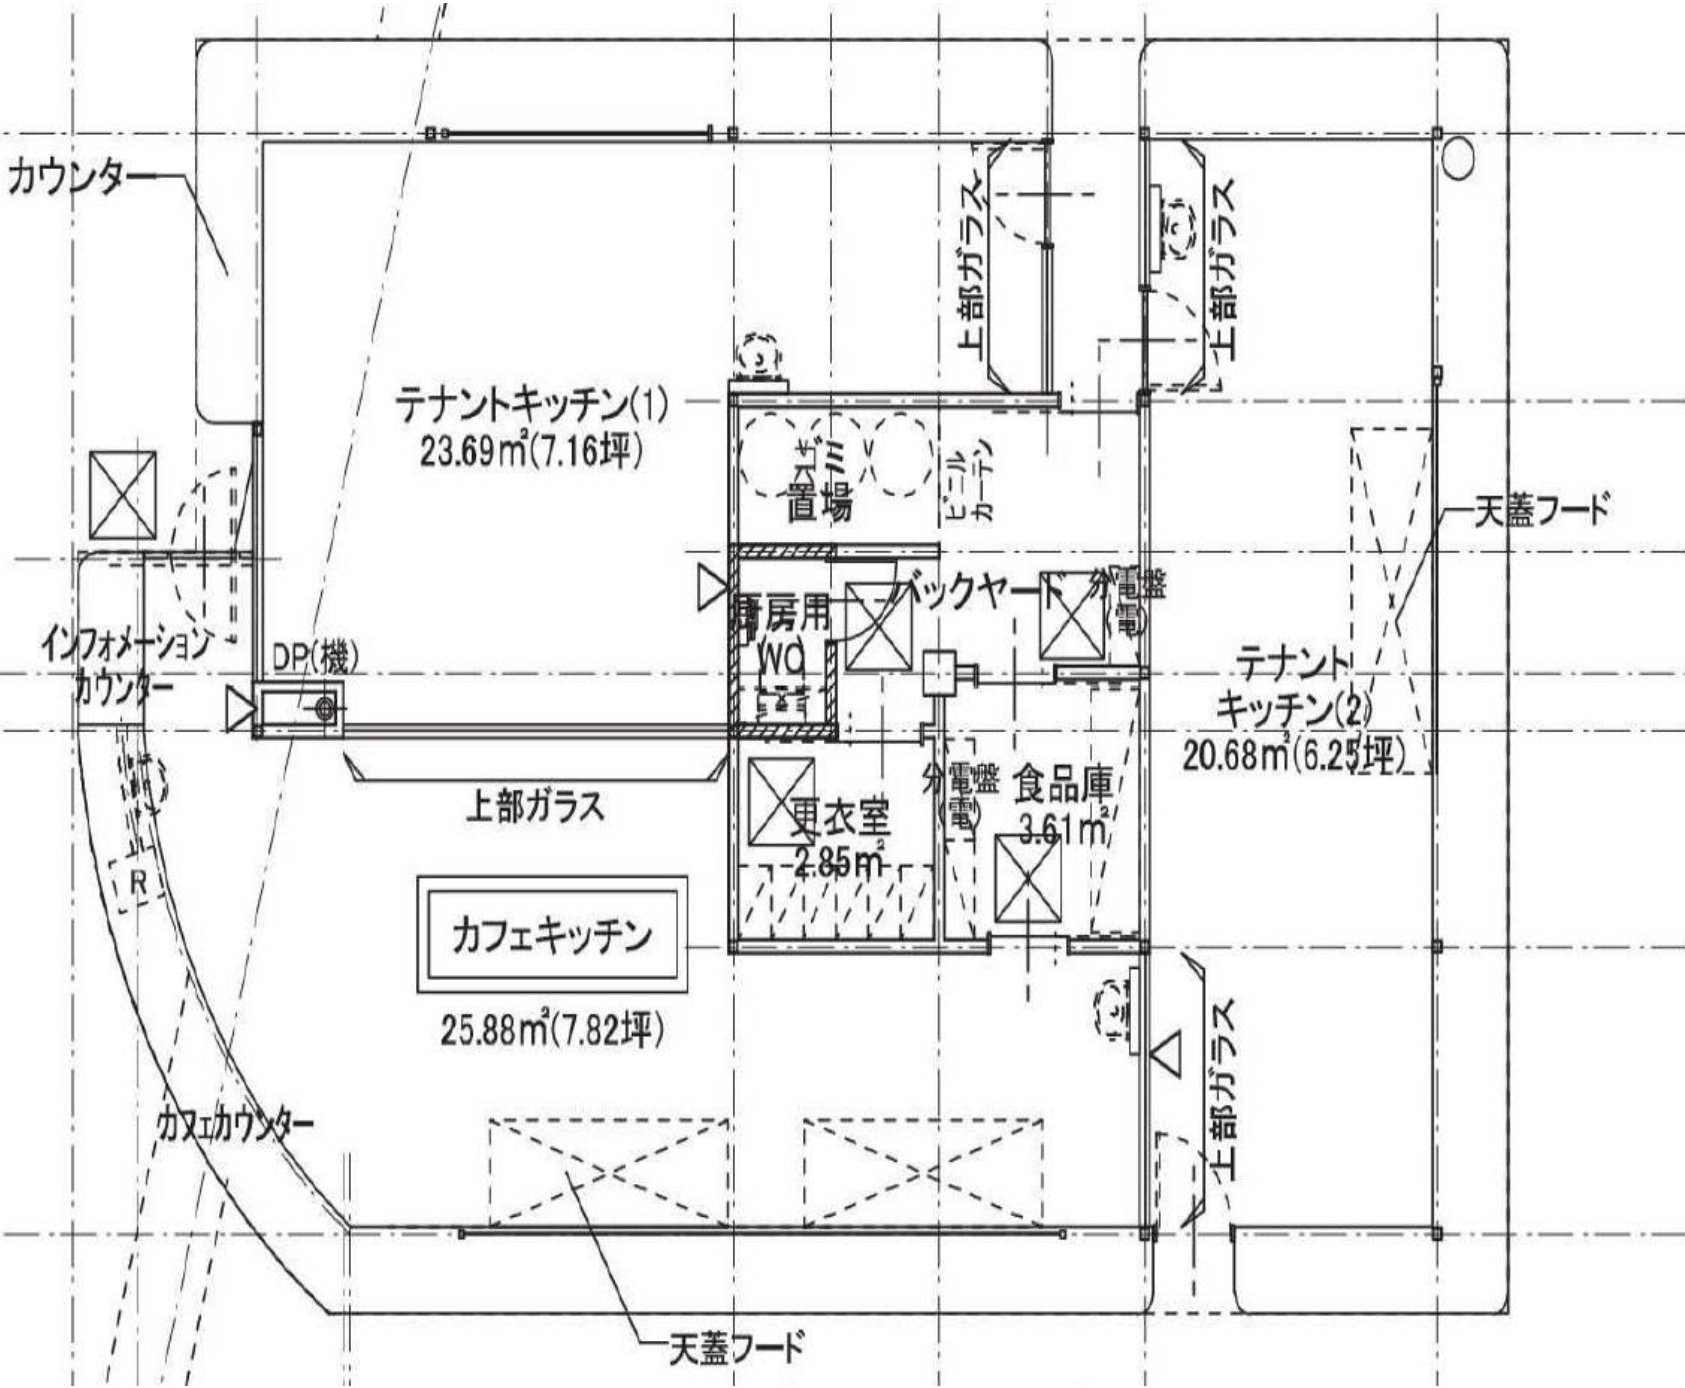 カウンター
上部ガラス
上部ガラス
テナントキッチン(1)
23.69㎡(7.16坪)
ゴミ
置場
ビニル
カーテン
天蓋フード
バックヤード
分電盤
(電)
厨房用
WC
インフォメーション
カウンター
DP(機)
テナント
キッチン(2)
20.68㎡(6.25坪)
上部ガラス
分電盤
(電)
食品庫
3.61㎡
更衣室
2.85㎡
R
カフェキッチン
25.88㎡(7.82坪)
上部ガラス
カフェカウンター
天蓋フード